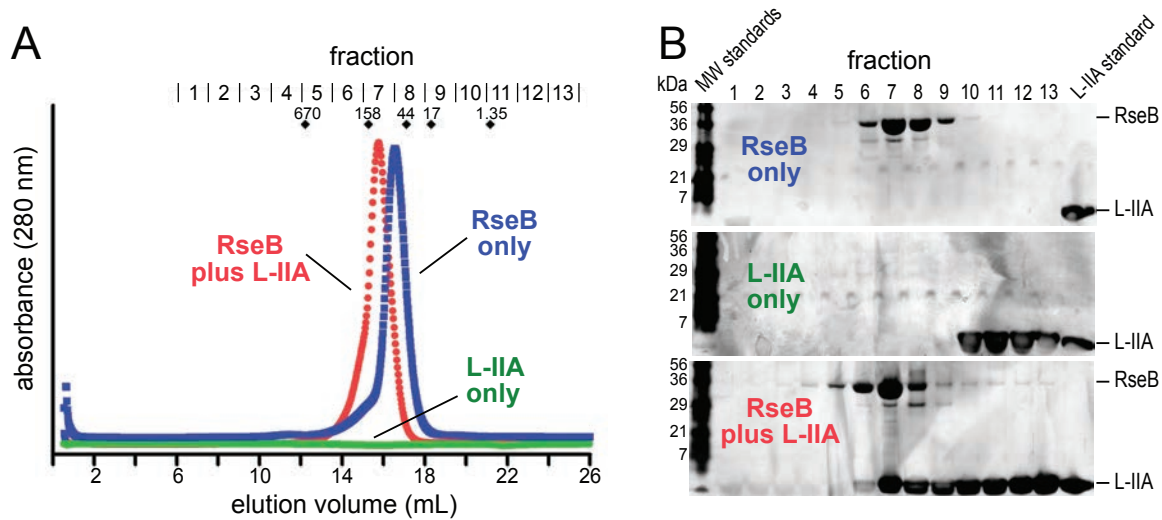 A
fraction
1 2 3 4 5 6 7 8 9 10 11 12 13
670 158 44 17 1.35
absorbance (280 nm)
RseB
plus L-IIA
RseB
only
L-IIA
only
2 6 10 14 18 22 26
elution volume (mL)
B
MW standards
fraction
L-IIA standard
kDa
1 2 3 4 5 6 7 8 9 10 11 12 13
56
36
29
21
7
RseB
only
RseB
L-IIA
56
36
29
21
7
L-IIA
only
L-IIA
56
36
29
21
7
RseB
plus L-IIA
RseB
L-IIA